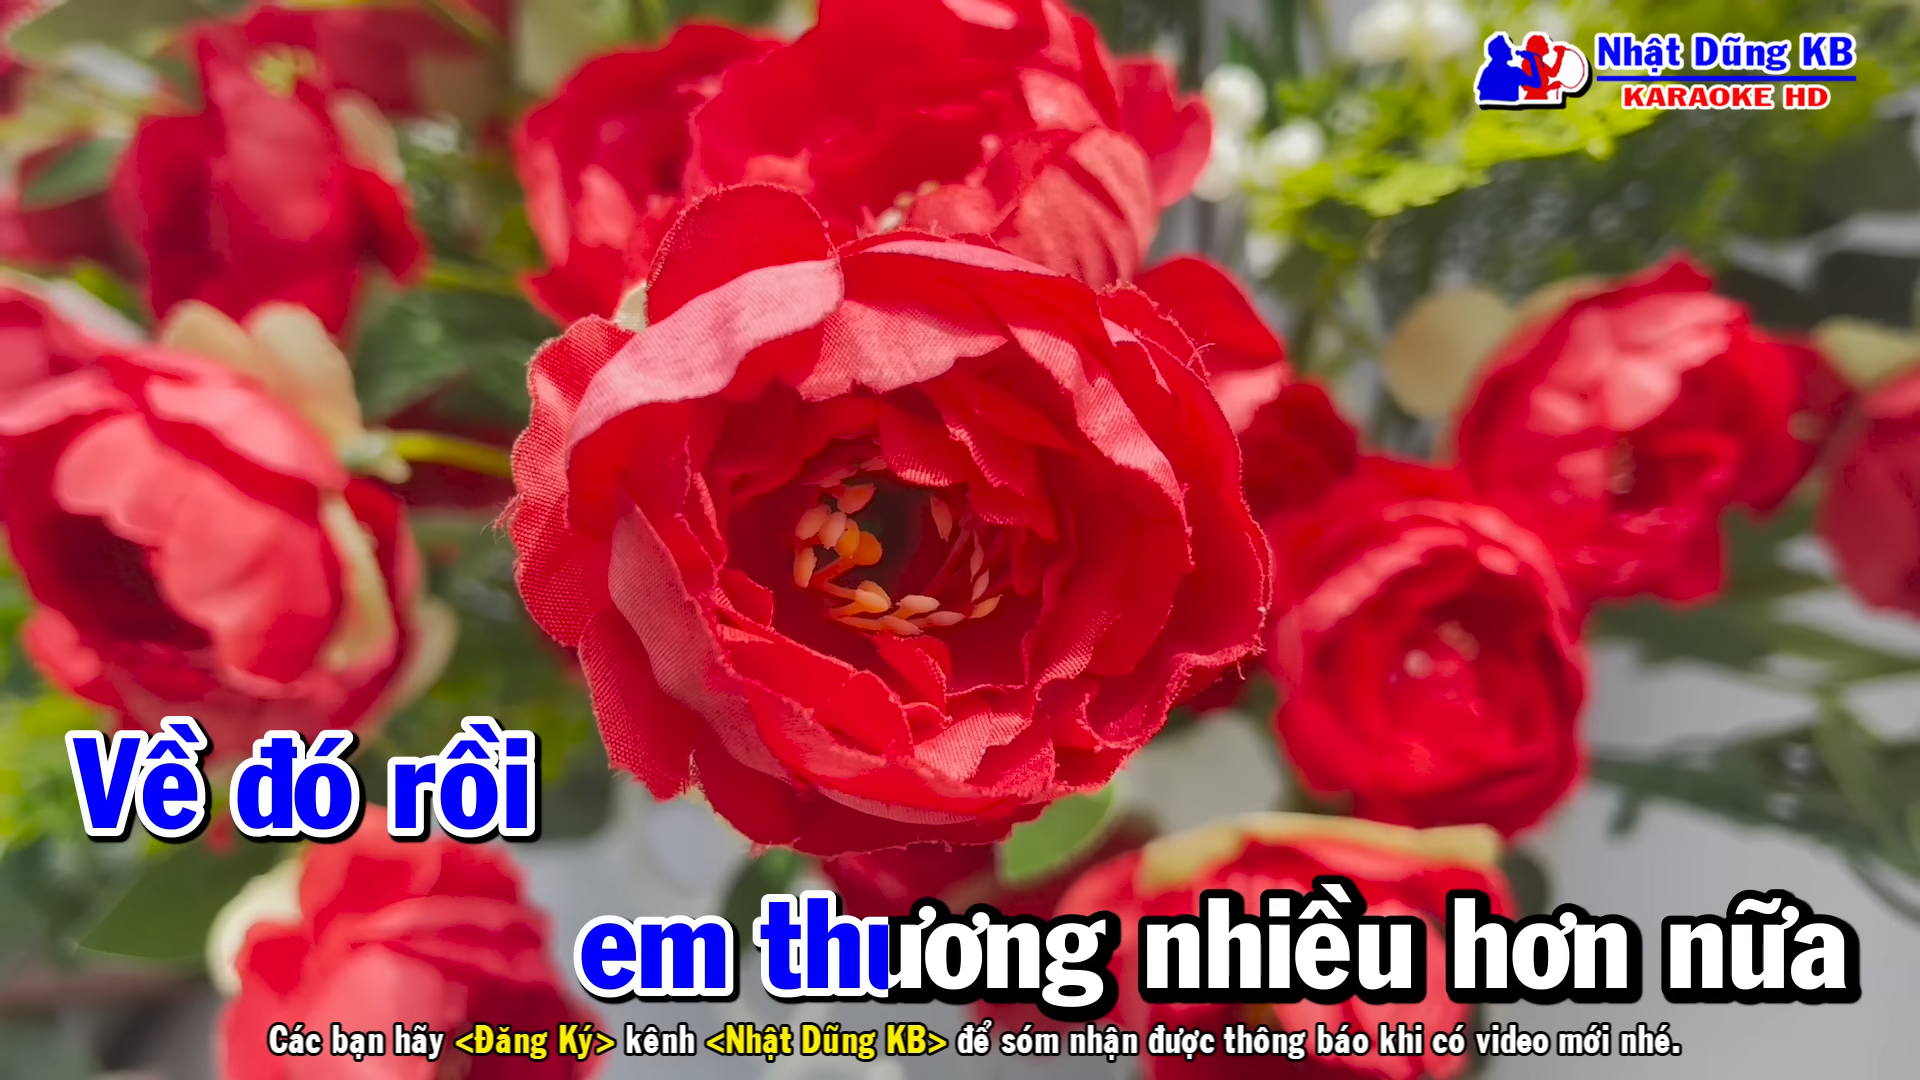 Nhật Dũng KB
KARAOKE HD
Về đó rồi
em thương nhiều hơn nữa
Các bạn hãy <Đăng Ký> kênh <Nhật Dũng KB> để sóm nhận được thông báo khi có video mới nhé.